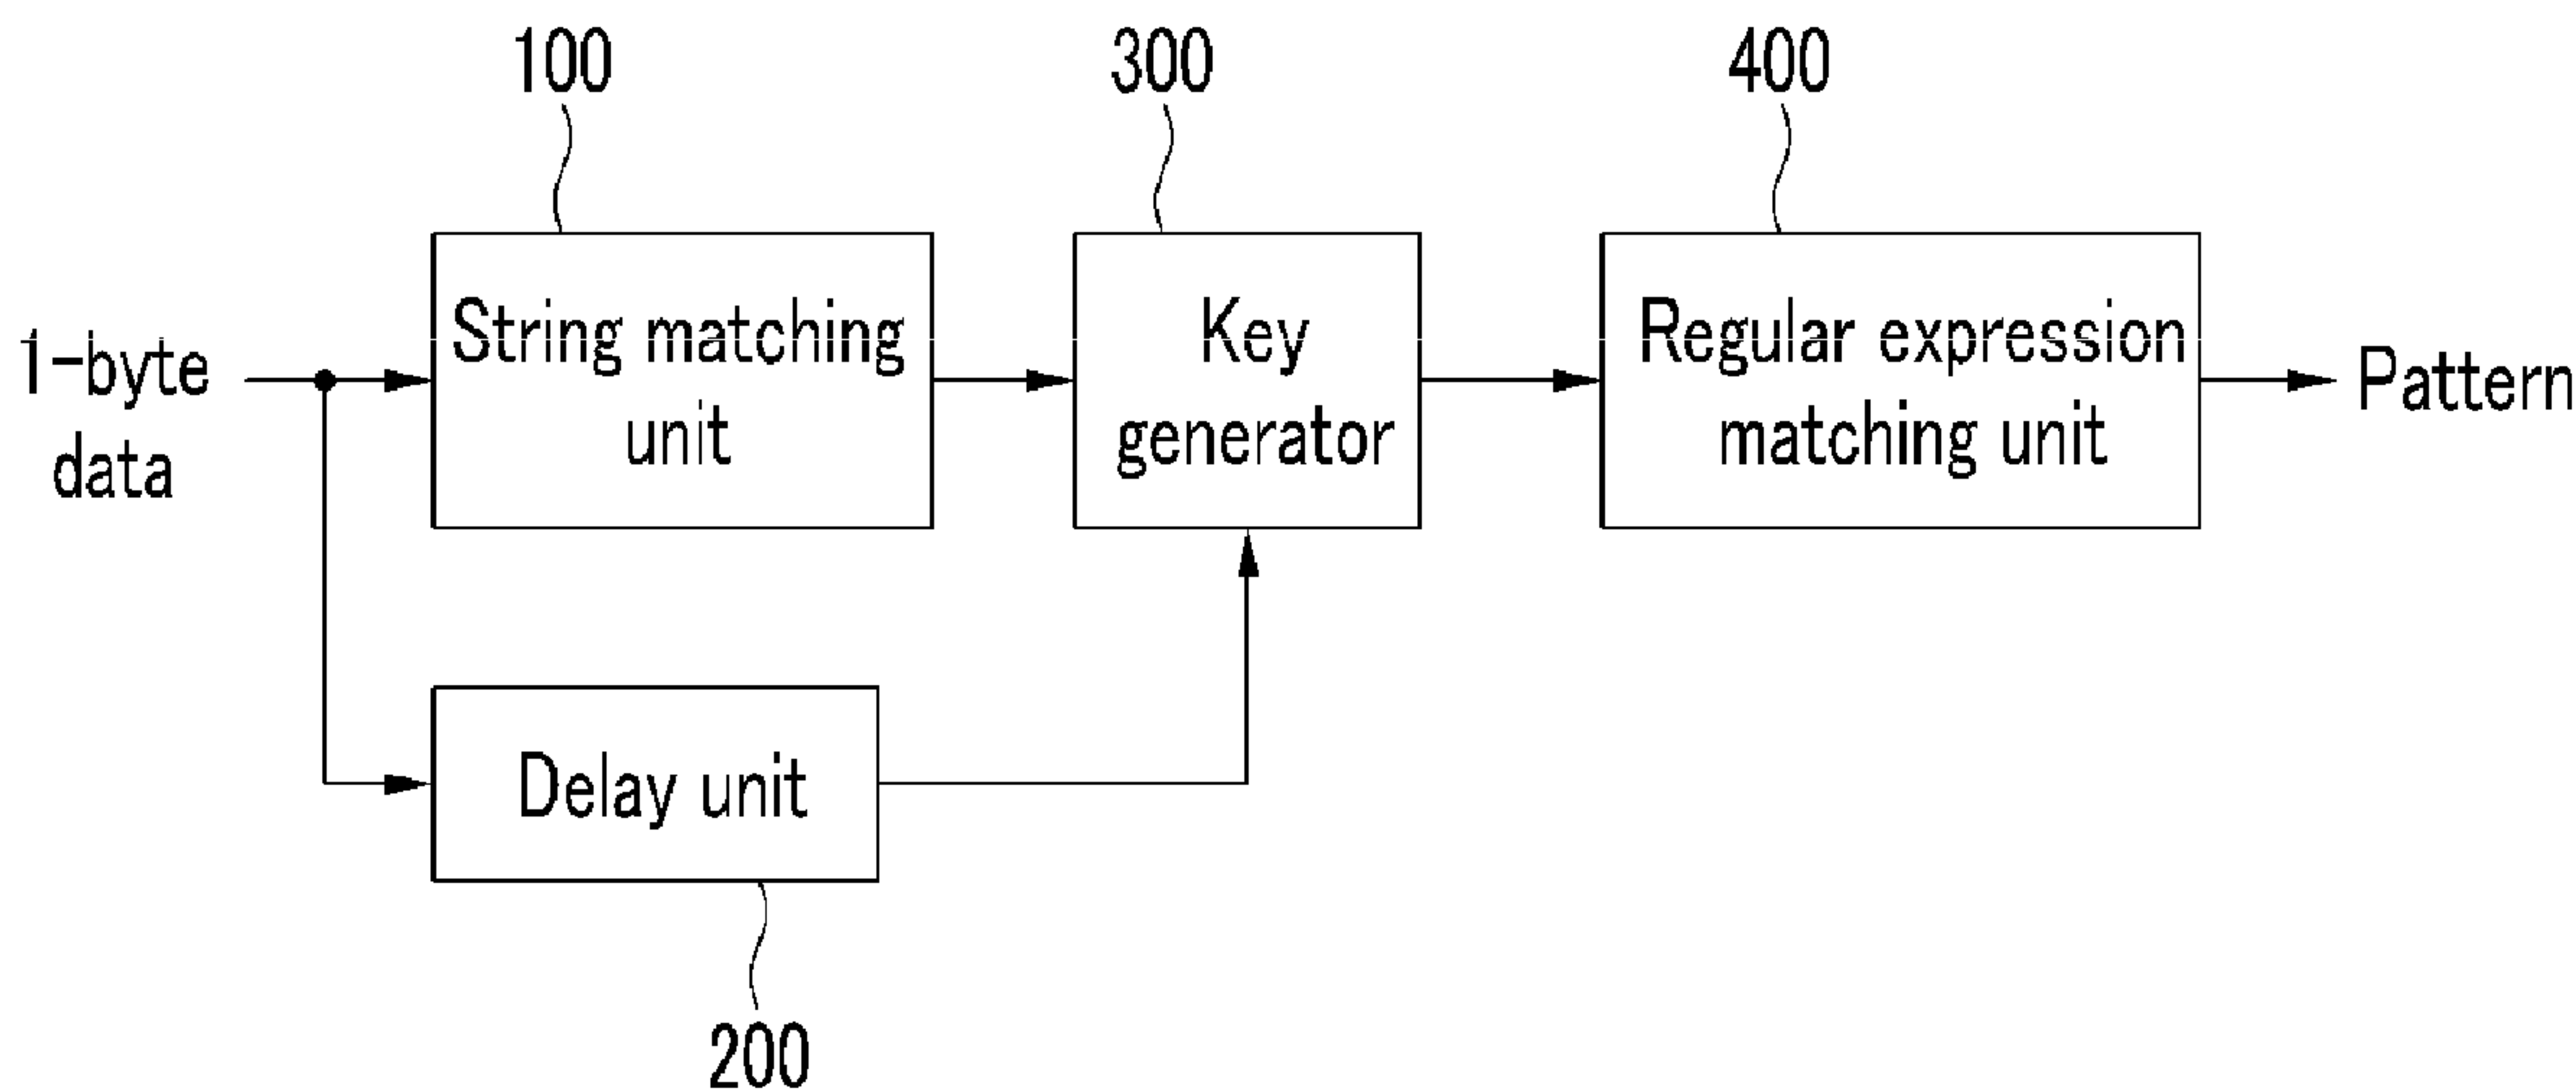 100
300
400
1-byte
data
String matching
unit
Key
generator
Regular expression
matching unit
Pattern
Delay unit
200